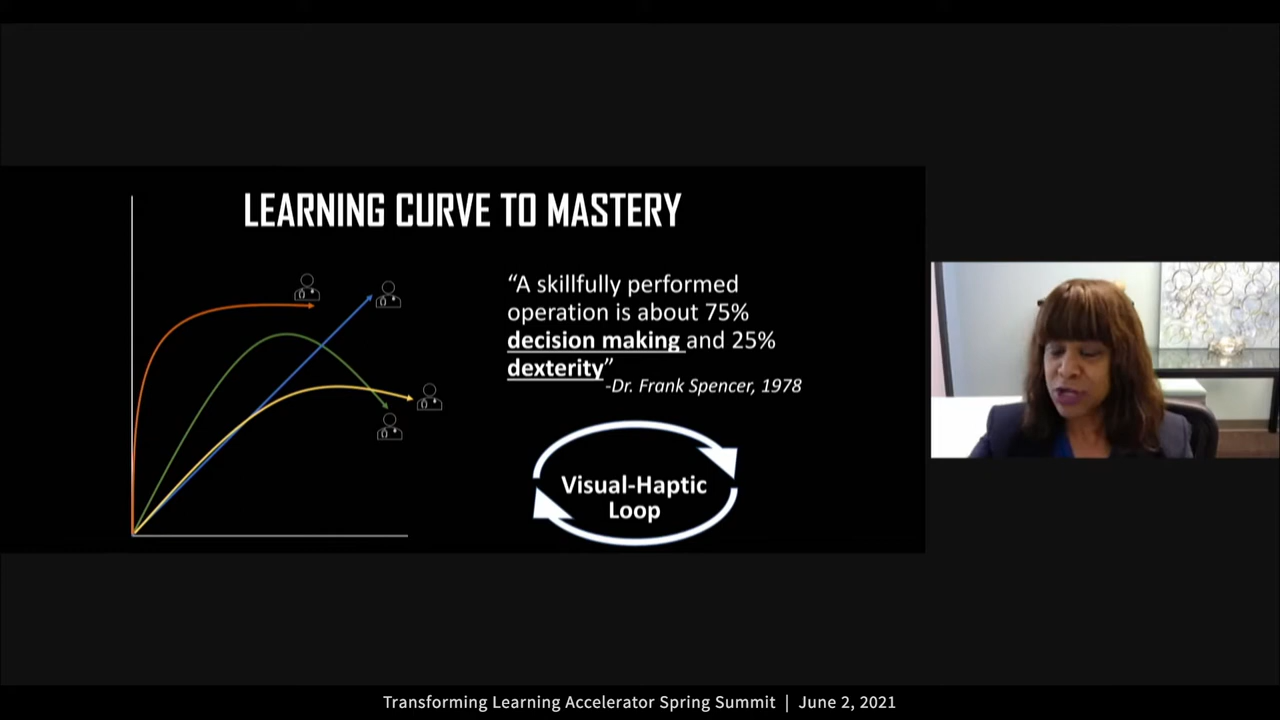 LEARNING CURVE TO MASTERY
“A skillfully performed
operation is about 75%
decision making and 25%
dexterity”
-Dr. Frank Spencer, 1978
Visual-Haptic
Loop
Transforming Learning Accelerator Spring Summit | June 2, 2021